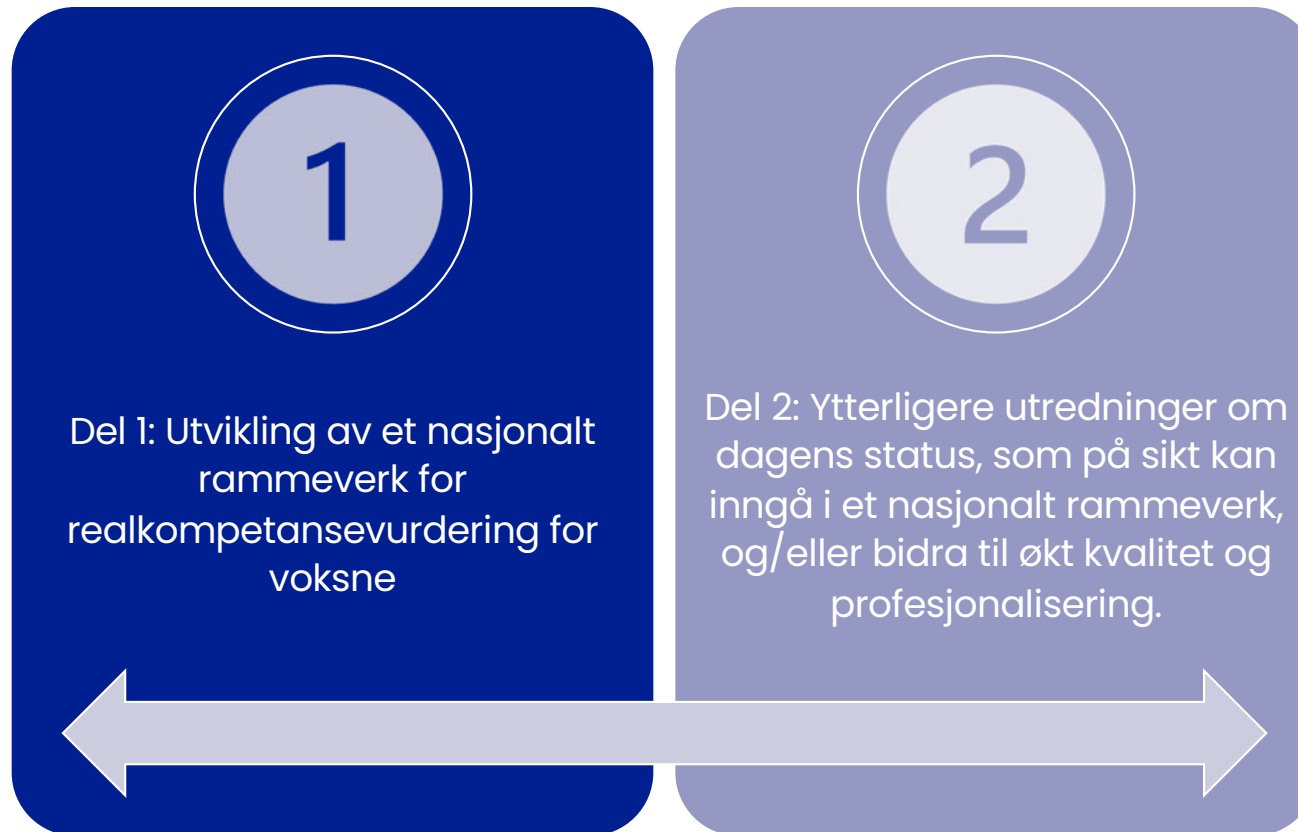 1
Del 1: Utvikling av et nasjonalt
rammeverk for
realkompetansevurdering for
voksne
2
Del 2: Ytterligere utredninger om
dagens status, som på sikt kan
inngå i et nasjonalt rammeverk,
og/eller bidra til økt kvalitet og
profesjonalisering.